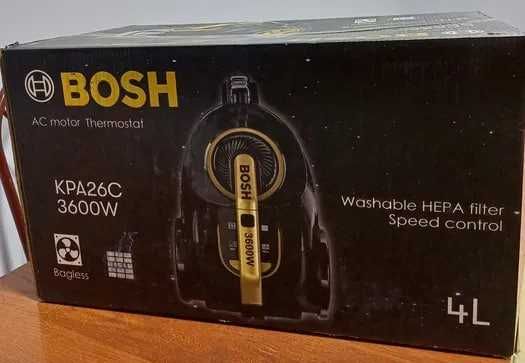 BOSH
AC motor Thermostat
KPA26C
3600W
Bagless
BOSH
3600W
Washable HEPA filter
Speed control
4L